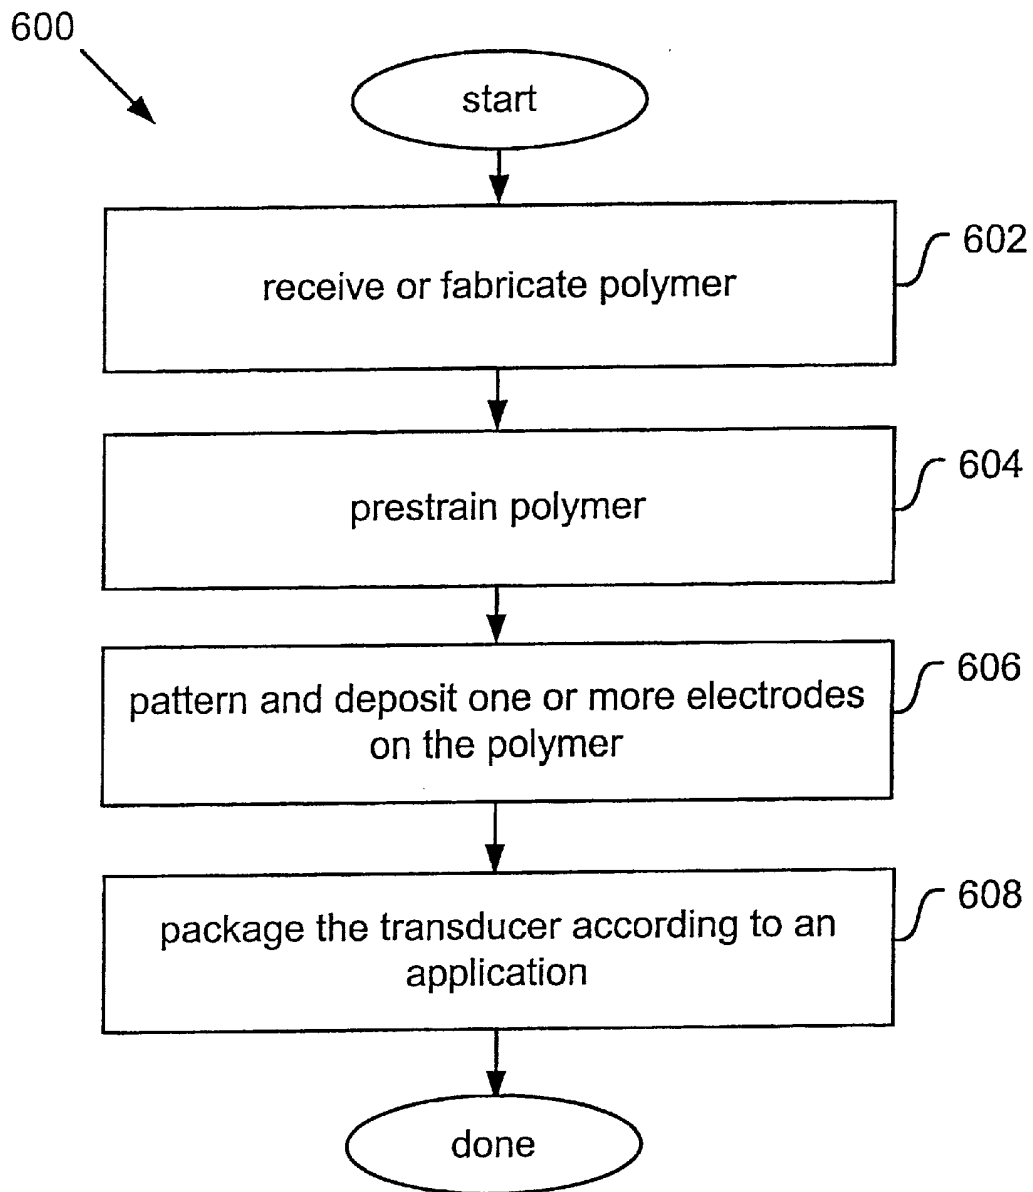 600
start
602
receive or fabricate polymer
604
prestrain polymer
606
pattern and deposit one or more electrodes
on the polymer
608
package the transducer according to an
application
done